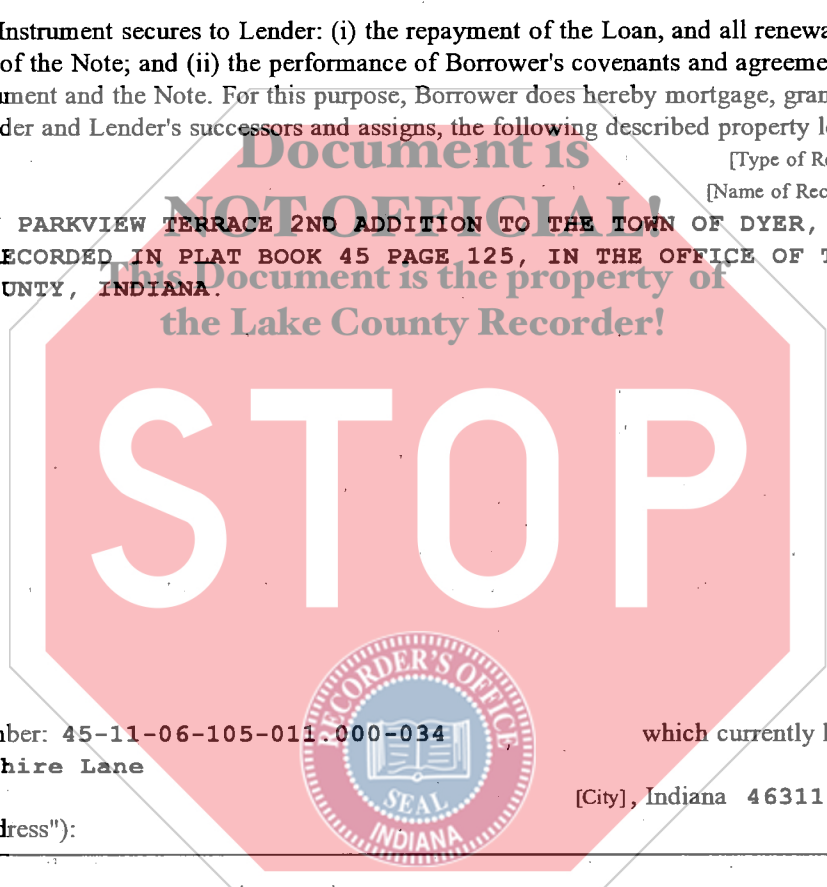 Instrument secures to Lender: (i) the repayment of the Loan, and all renewa
of the Note; and (ii) the performance of Borrower's covenants and agreeme
ument and the Note. For this purpose, Borrower does hereby mortgage, gran
der and Lender's successors and assigns, the following described property l
Document is
[Type of Re
NOT OFFICIAL!
[Name of Rec
PARKVIEW TERRACE 2ND ADDITION TO THE TOWN OF DYER,
ECORDED IN PLAT BOOK 45 PAGE 125, IN THE OFFICE OF T
This Document is the property of
UNTY, INDIANA.
the Lake County Recorder!
STOP
RECORDER'S OFFICE
nber: 45-11-06-105-011.000-034 which currently h
hire Lane
SEAL
[City], Indiana 46311
INDIANA
dress"):